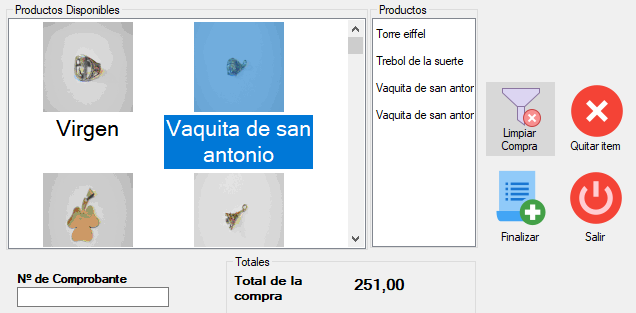 Productos Disponibles
Virgen
Vaquita de san
antonio
Productos
Torre eiffel
Trebol de la suerte
Vaquita de san antor
Vaquita de san antor
Limpiar
Compra
Quitar item
Finalizar
Salir
Nº de Comprobante
Totales
Total de la
compra
251,00